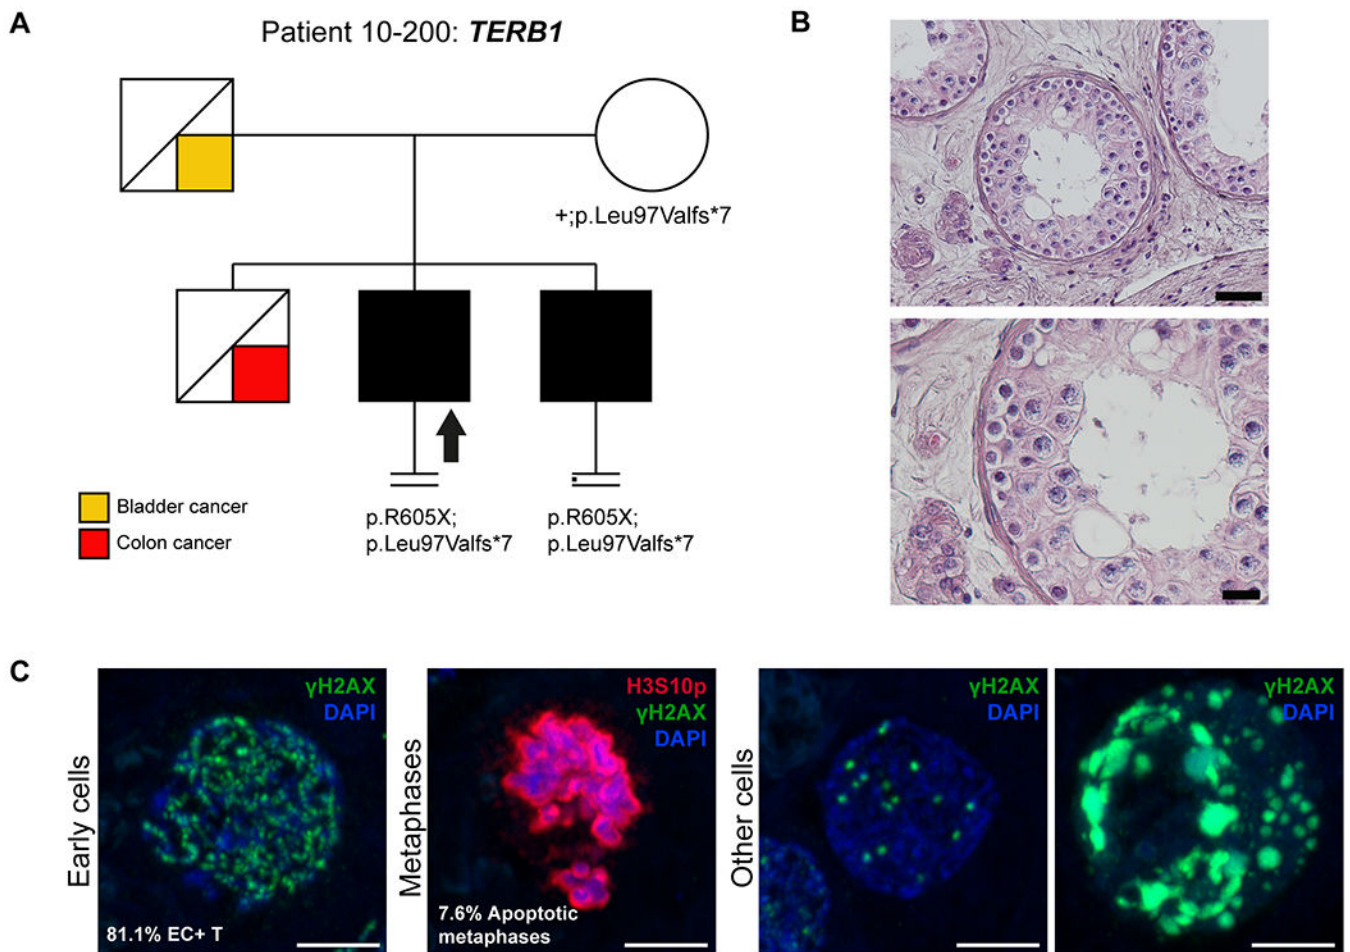 A
Patient 10-200: TERB1
+;p.Leu97Valfs*7
Bladder cancer
Colon cancer
p.R605X;
p.Leu97Valfs*7
p.R605X;
p.Leu97Valfs*7
B
C
Early cells
γH2AX
DAPI
81.1% EC+ T
Metaphases
H3S10p
γH2AX
DAPI
7.6% Apoptotic
metaphases
Other cells
γH2AX
DAPI
γH2AX
DAPI